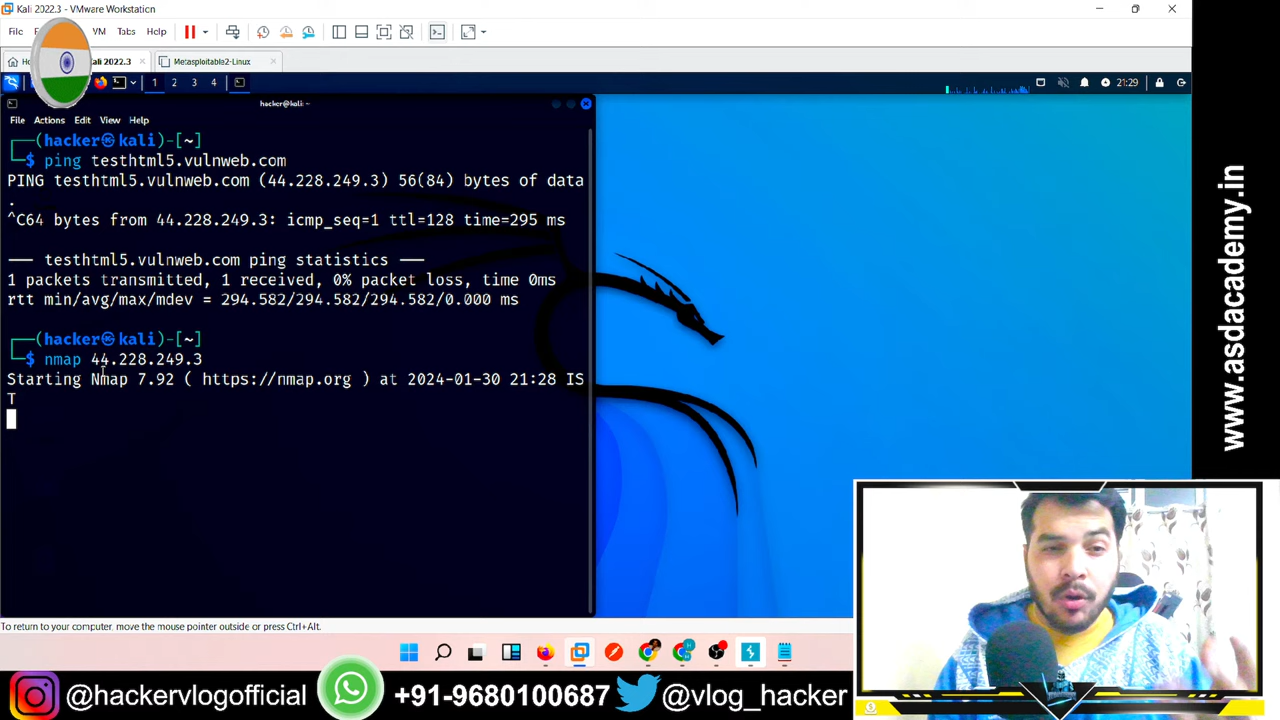 Kali 2022.3 - VMware Workstation
File
VM Tabs Help
Kali 2022.3
Metasploitable2-Linux
1 2 3 4
21:29
hacker@kali:~
File Actions Edit View Help
┌──(hacker㉿kali)-[~]
└─$ ping testhtml5.vulnweb.com
PING testhtml5.vulnweb.com (44.228.249.3) 56(84) bytes of data
.
^C64 bytes from 44.228.249.3: icmp_seq=1 ttl=128 time=295 ms
─── testhtml5.vulnweb.com ping statistics ───
1 packets transmitted, 1 received, 0% packet loss, time 0ms
rtt min/avg/max/mdev = 294.582/294.582/294.582/0.000 ms
┌──(hacker㉿kali)-[~]
└─$ nmap 44.228.249.3
Starting Nmap 7.92 ( https://nmap.org ) at 2024-01-30 21:28 IS
T
To return to your computer, move the mouse pointer outside or press Ctrl+Alt.
www.asdacademy.in
@hackervlogofficial
+91-9680100687
@vlog_hacker